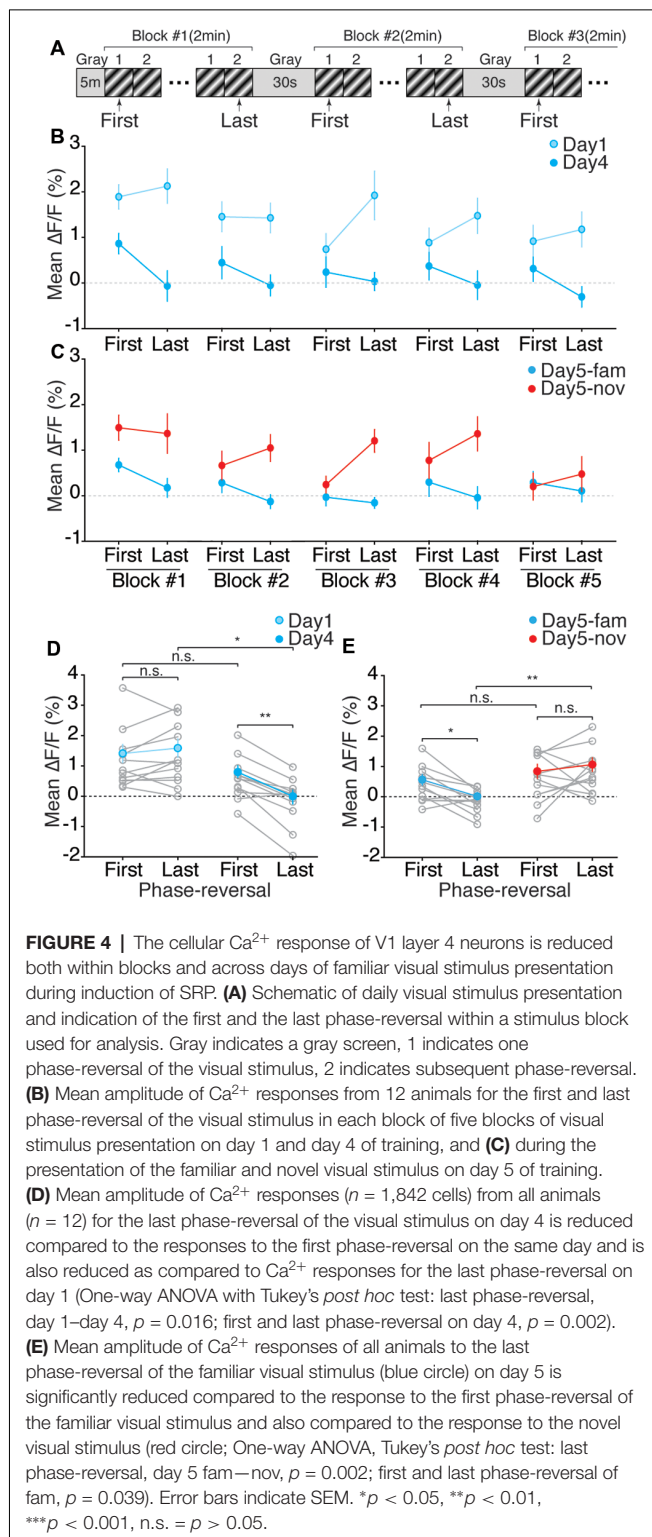 A
Block #1(2min)
Block #2(2min)
Block #3(2min)
Gray 1 2 1 2 Gray 1 2 1 2 Gray 1 2
5m ••• 30s ••• 30s •••
First Last First Last First
B
Day1
Day4
Mean ΔF/F (%)
3
2
1
0
-1
First Last First Last First Last First Last First Last
C
Day5-fam
Day5-nov
Mean ΔF/F (%)
3
2
1
0
-1
First Last First Last First Last First Last First Last
Block #1 Block #2 Block #3 Block #4 Block #5
D
Day1
Day4
*
n.s.
n.s.
**
Mean ΔF/F (%)
4
3
2
1
0
-1
-2
First Last First Last
Phase-reversal
E
Day5-fam
Day5-nov
**
n.s.
n.s.
*
Mean ΔF/F (%)
4
3
2
1
0
-1
-2
First Last First Last
Phase-reversal
FIGURE 4 | The cellular Ca²⁺ response of V1 layer 4 neurons is reduced
both within blocks and across days of familiar visual stimulus presentation
during induction of SRP. (A) Schematic of daily visual stimulus presentation
and indication of the first and the last phase-reversal within a stimulus block
used for analysis. Gray indicates a gray screen, 1 indicates one
phase-reversal of the visual stimulus, 2 indicates subsequent phase-reversal.
(B) Mean amplitude of Ca²⁺ responses from 12 animals for the first and last
phase-reversal of the visual stimulus in each block of five blocks of visual
stimulus presentation on day 1 and day 4 of training, and (C) during the
presentation of the familiar and novel visual stimulus on day 5 of training.
(D) Mean amplitude of Ca²⁺ responses (n = 1,842 cells) from all animals
(n = 12) for the last phase-reversal of the visual stimulus on day 4 is reduced
compared to the responses to the first phase-reversal on the same day and is
also reduced as compared to Ca²⁺ responses for the last phase-reversal on
day 1 (One-way ANOVA with Tukey's post hoc test: last phase-reversal,
day 1–day 4, p = 0.016; first and last phase-reversal on day 4, p = 0.002).
(E) Mean amplitude of Ca²⁺ responses of all animals to the last
phase-reversal of the familiar visual stimulus (blue circle) on day 5 is
significantly reduced compared to the response to the first phase-reversal of
the familiar visual stimulus and also compared to the response to the novel
visual stimulus (red circle; One-way ANOVA, Tukey's post hoc test: last
phase-reversal, day 5 fam—nov, p = 0.002; first and last phase-reversal of
fam, p = 0.039). Error bars indicate SEM. *p < 0.05, **p < 0.01,
***p < 0.001, n.s. = p > 0.05.